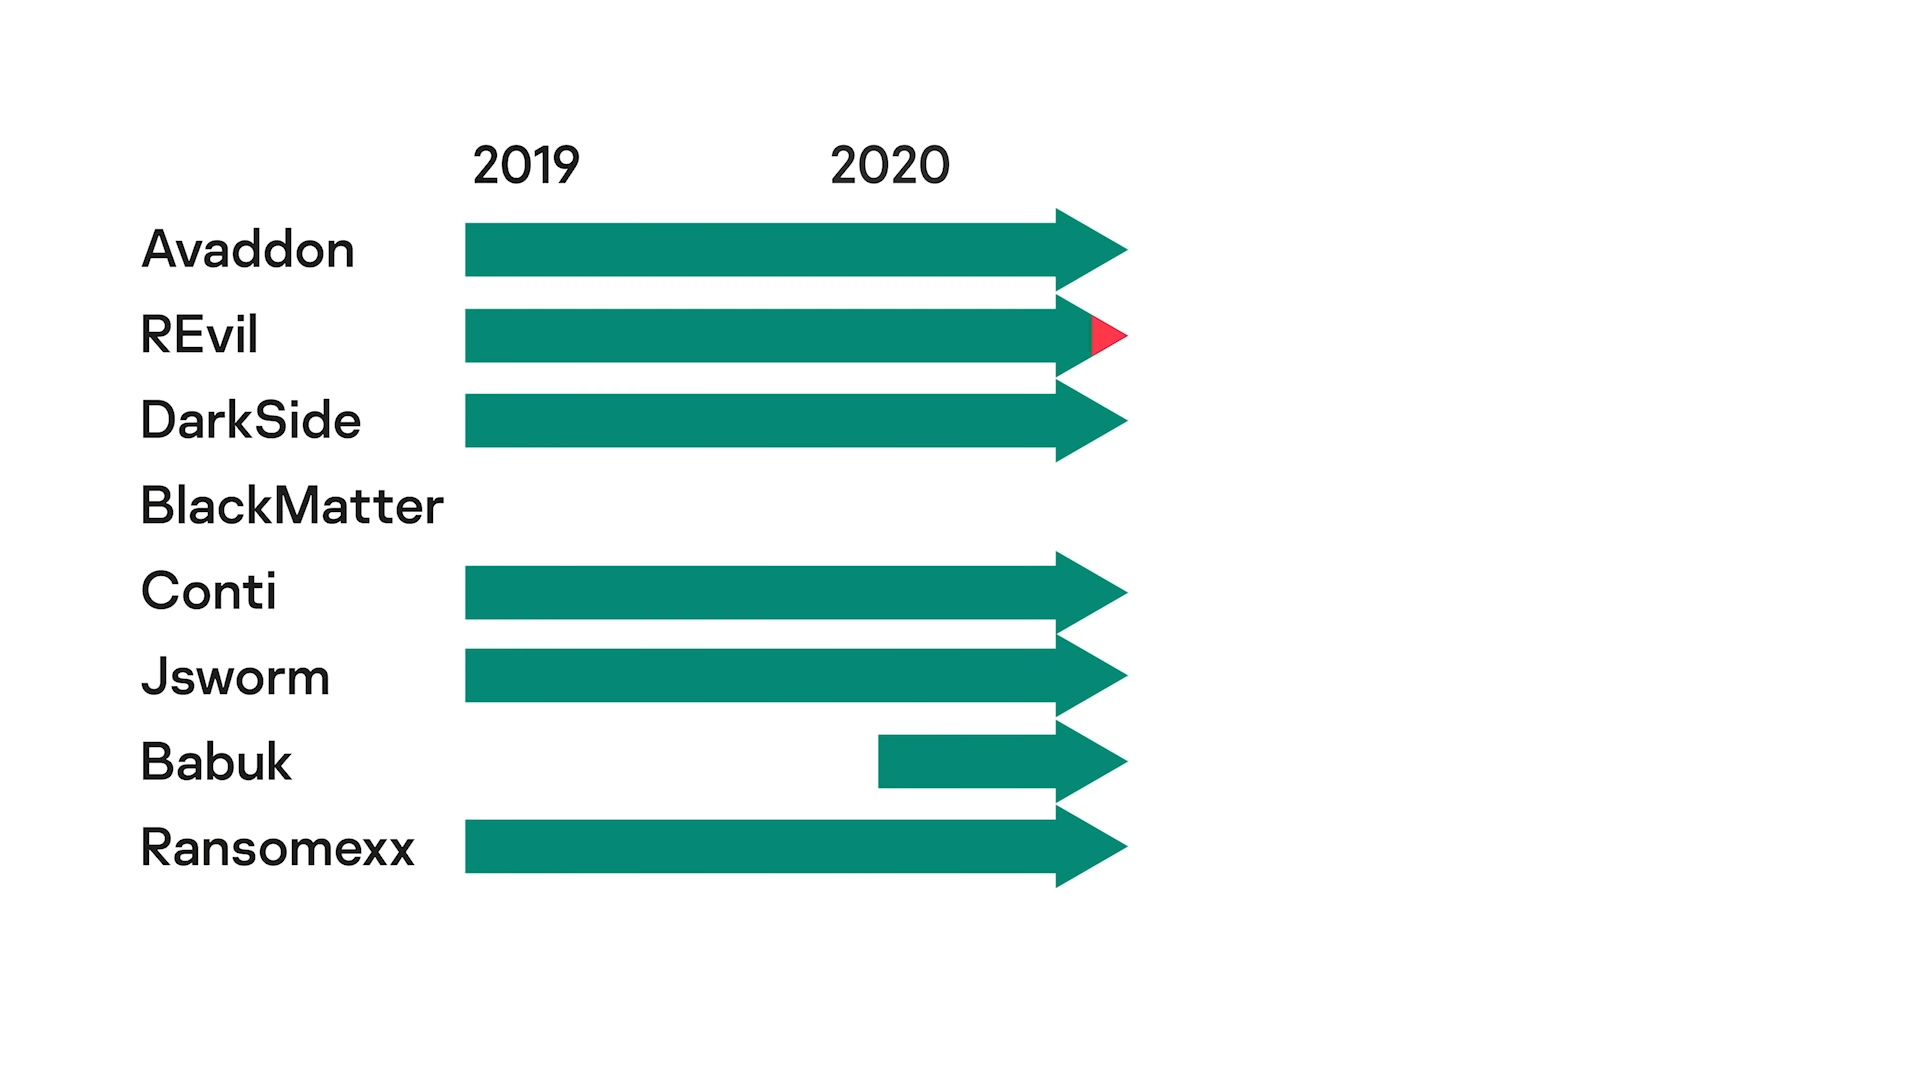 2019 2020
Avaddon
REvil
DarkSide
BlackMatter
Conti
Jsworm
Babuk
Ransomexx